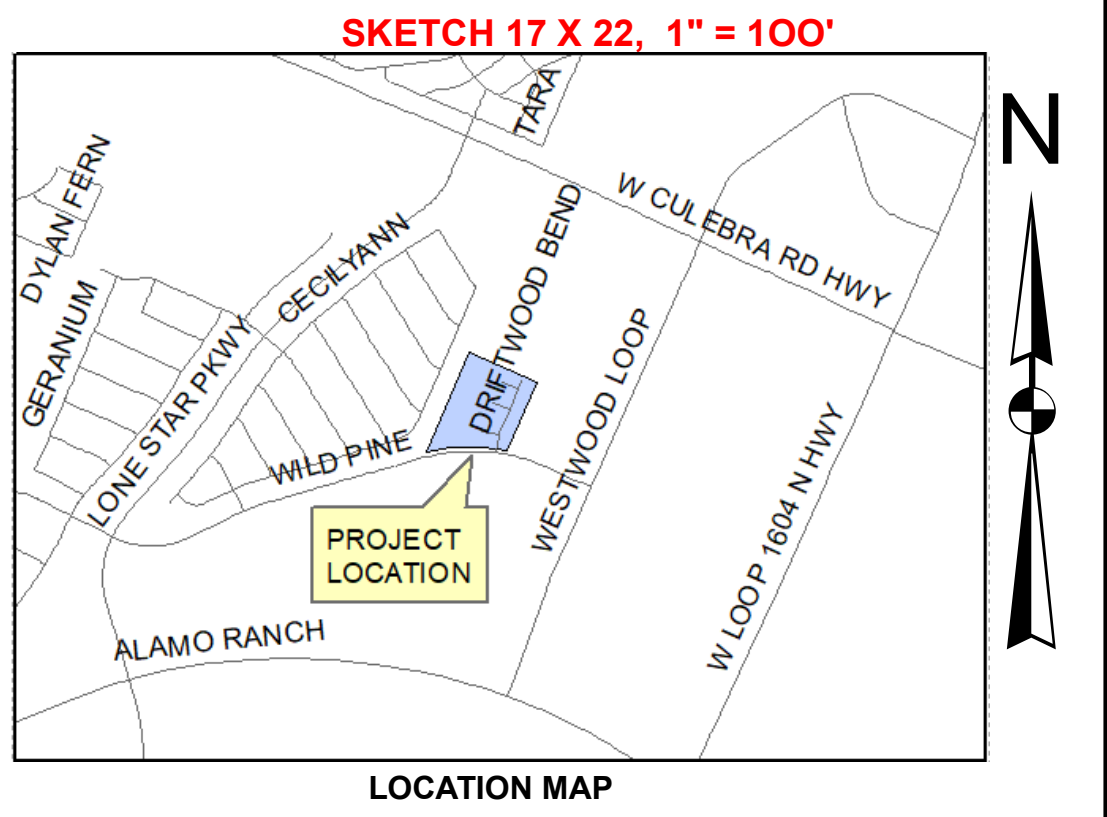 SKETCH 17 X 22, 1" = 1OO'
TARA
N
DYLAN FERN
W CULEBRA RD HWY
DRIFTWOOD BEND
CECILYANN
GERANIUM
LONE STAR PKWY
WESTWOOD LOOP
WILD PINE
W LOOP 1604 N HWY
PROJECT
LOCATION
ALAMO RANCH
LOCATION MAP